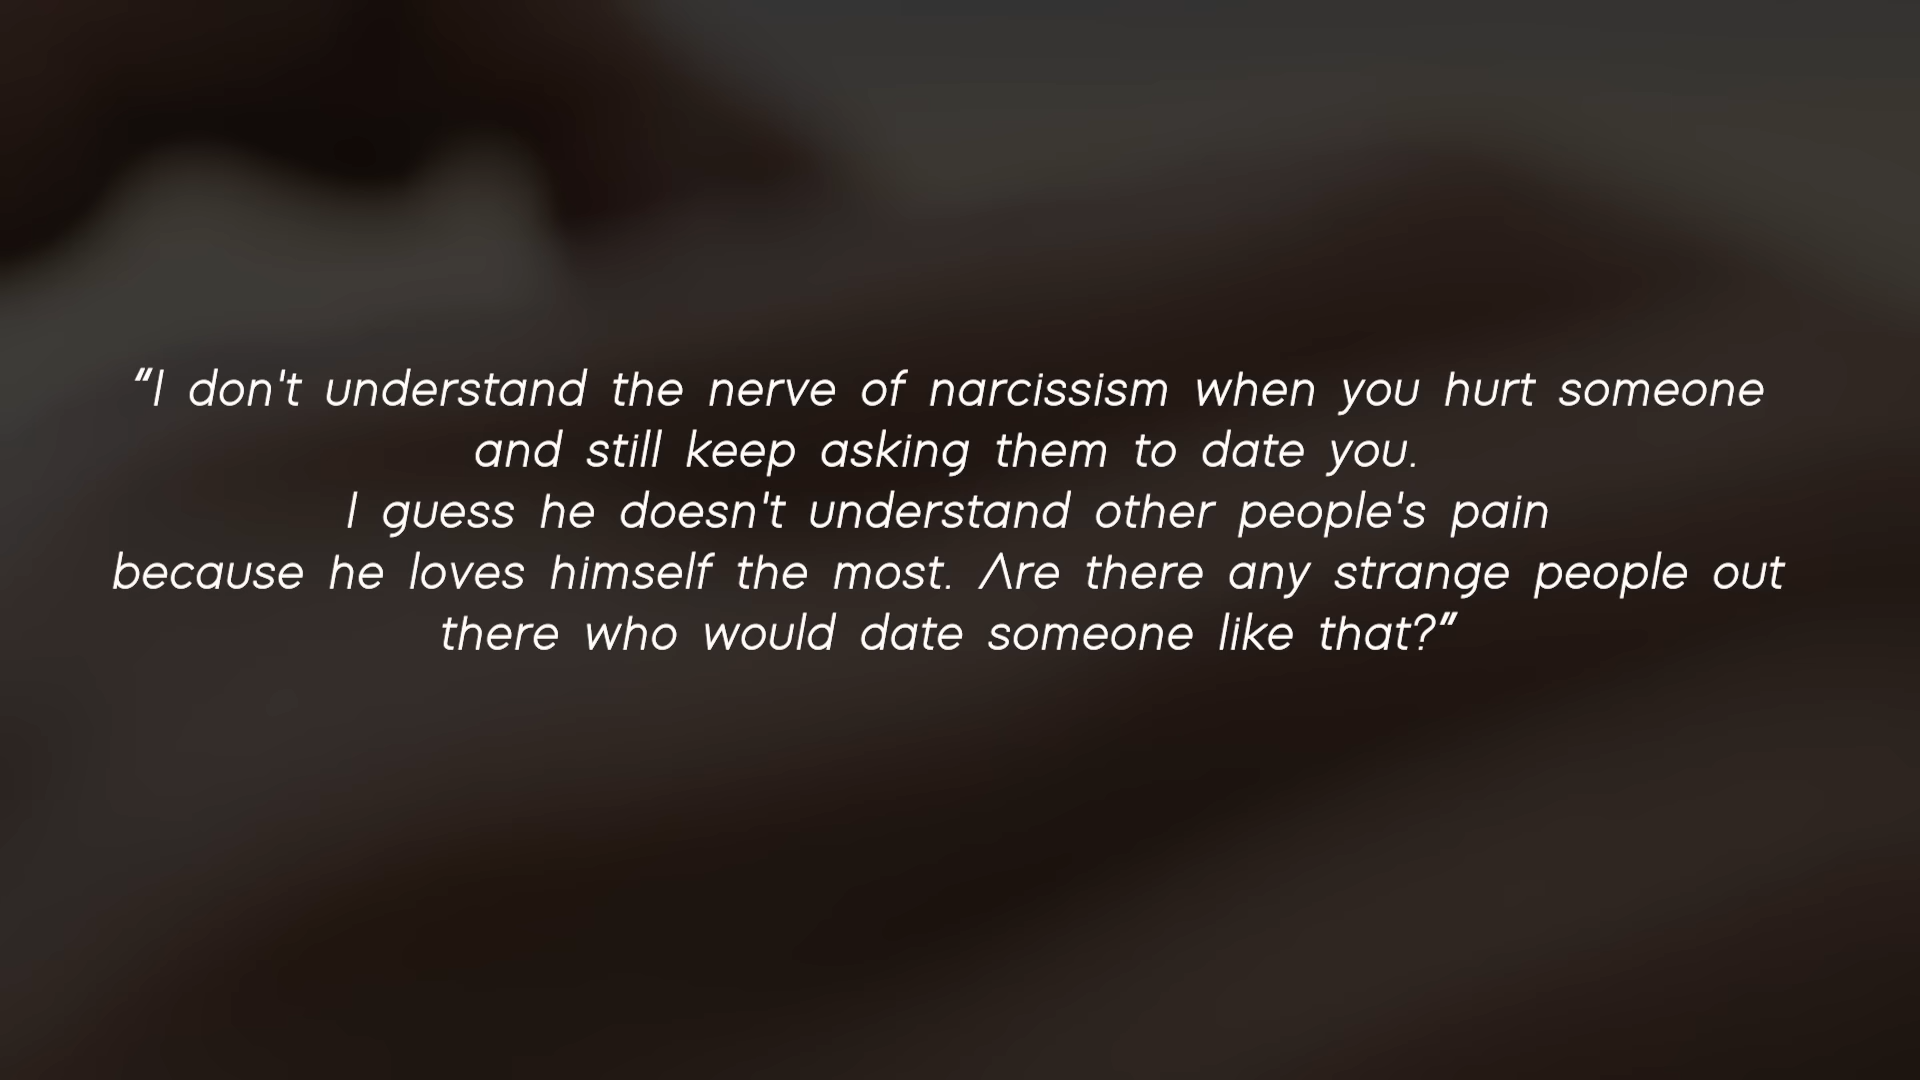 “I don't understand the nerve of narcissism when you hurt someone
and still keep asking them to date you.
I guess he doesn't understand other people's pain
because he loves himself the most. Are there any strange people out
there who would date someone like that?”